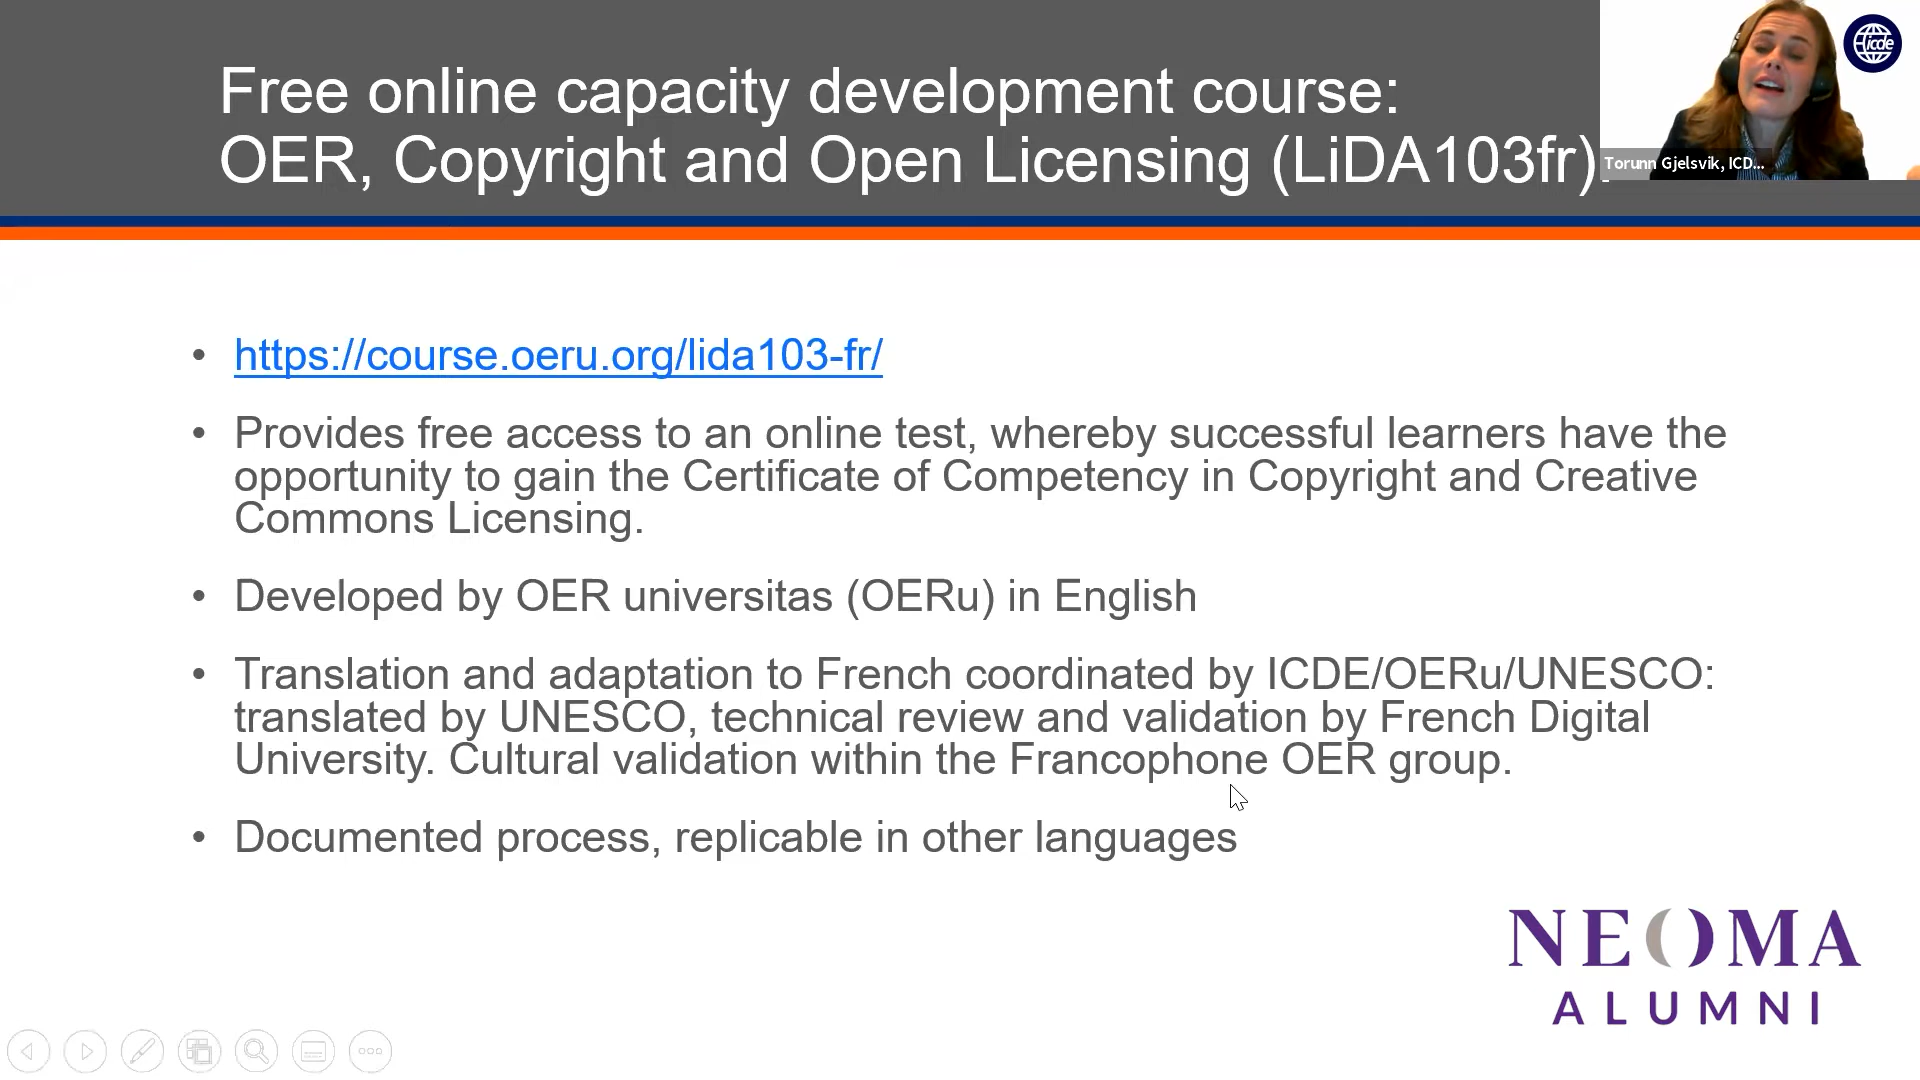 Free online capacity development course:
OER, Copyright and Open Licensing (LiDA103fr).
icde
Torunn Gjelsvik, ICD...
• https://course.oeru.org/lida103-fr/
• Provides free access to an online test, whereby successful learners have the
opportunity to gain the Certificate of Competency in Copyright and Creative
Commons Licensing.
• Developed by OER universitas (OERu) in English
• Translation and adaptation to French coordinated by ICDE/OERu/UNESCO:
translated by UNESCO, technical review and validation by French Digital
University. Cultural validation within the Francophone OER group.
• Documented process, replicable in other languages
NEOMA
ALUMNI